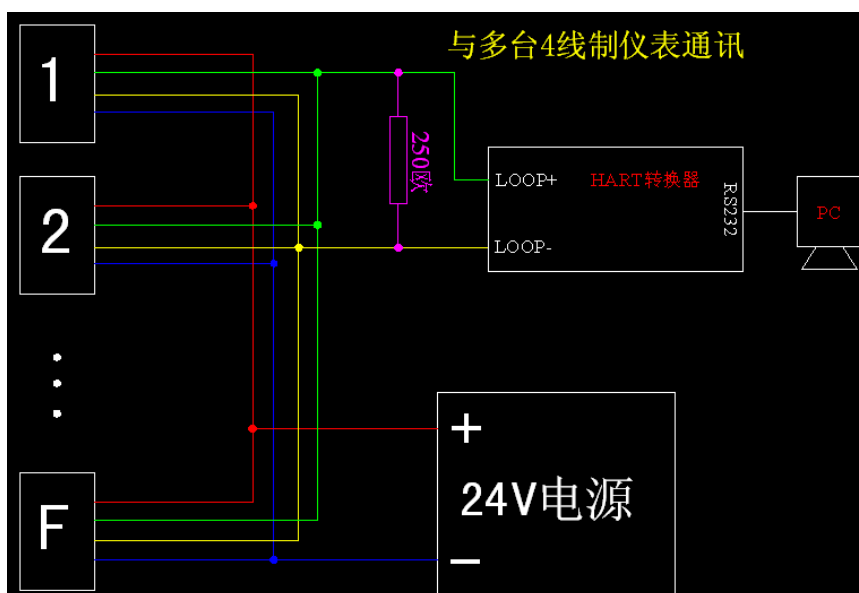 与多台4线制仪表通讯
1
250欧
LOOP+
HART转换器
RS232
PC
2
LOOP-
+
24V电源
F
-